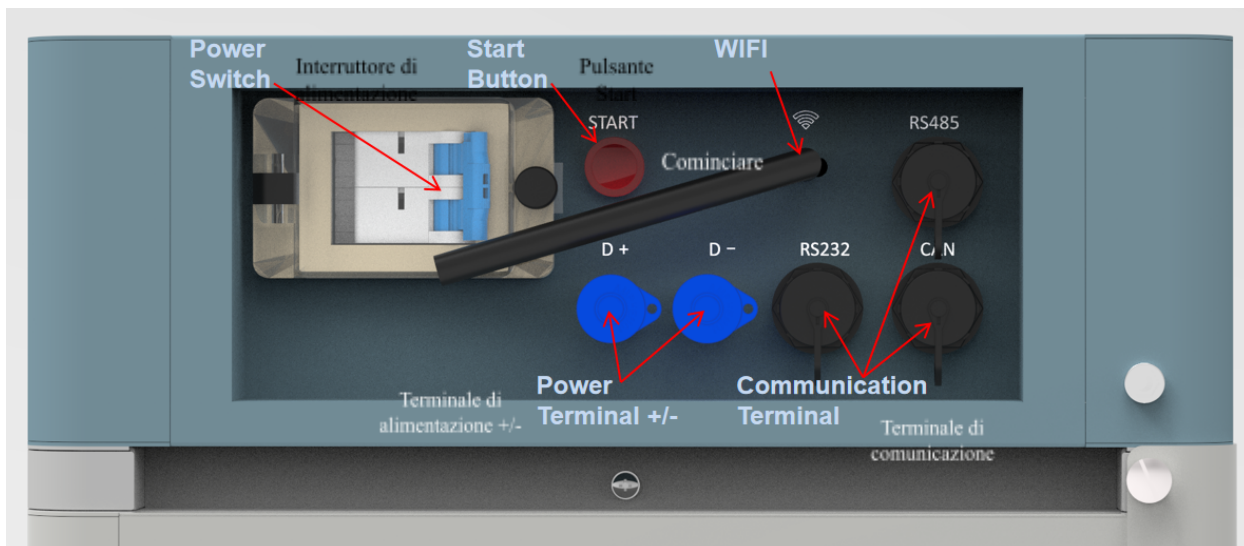 Power
Switch
Interruttore di
alimentazione
Start
Button
Pulsante
Start
WIFI
START
Cominciare
RS485
D +
D −
RS232
CAN
Power
Terminal +/-
Terminale di
alimentazione +/-
Communication
Terminal
Terminale di
comunicazione